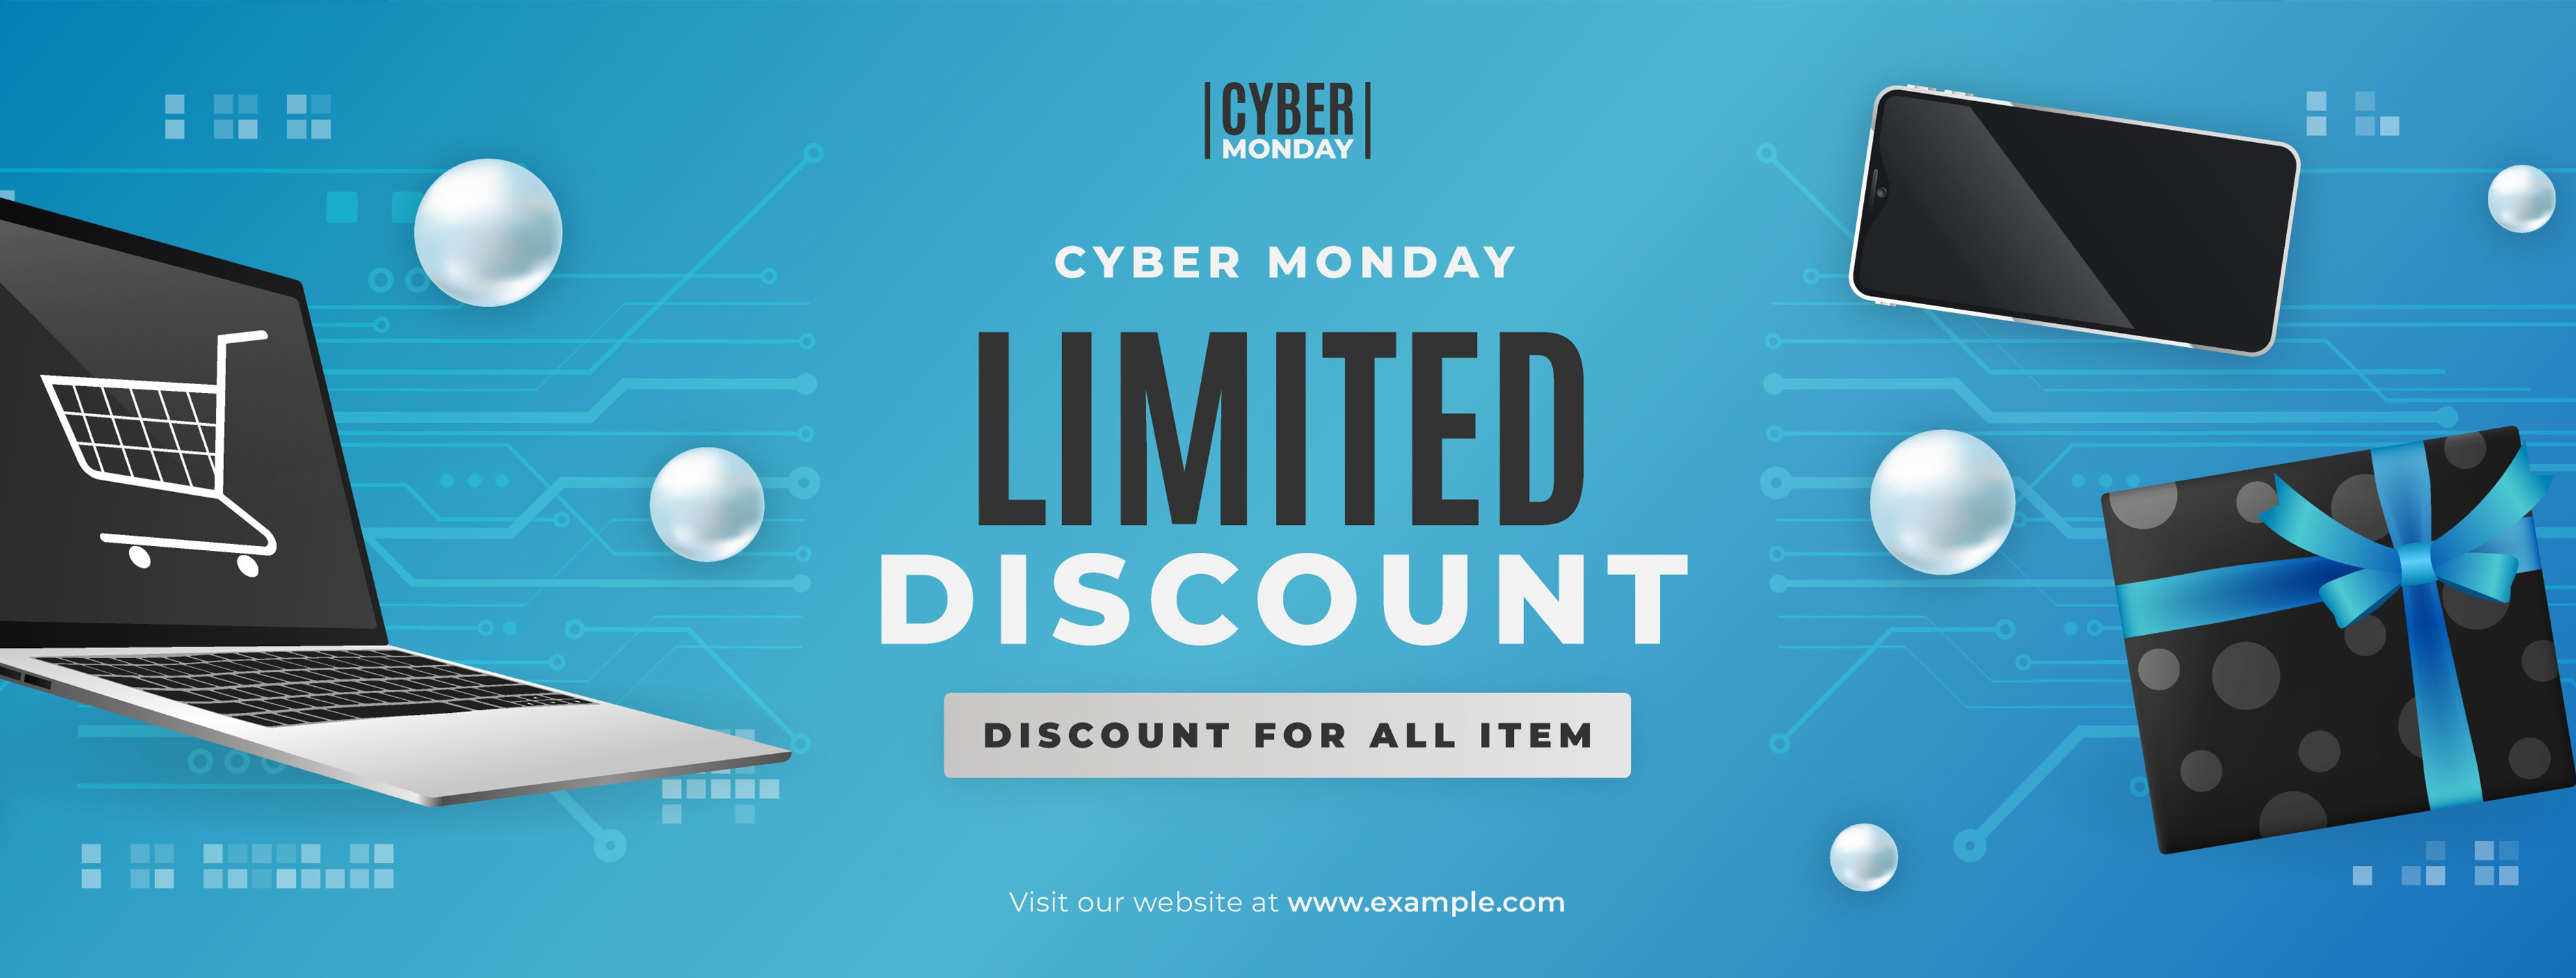 CYBER
MONDAY
CYBER MONDAY
LIMITED
DISCOUNT
DISCOUNT FOR ALL ITEM
Visit our website at www.example.com